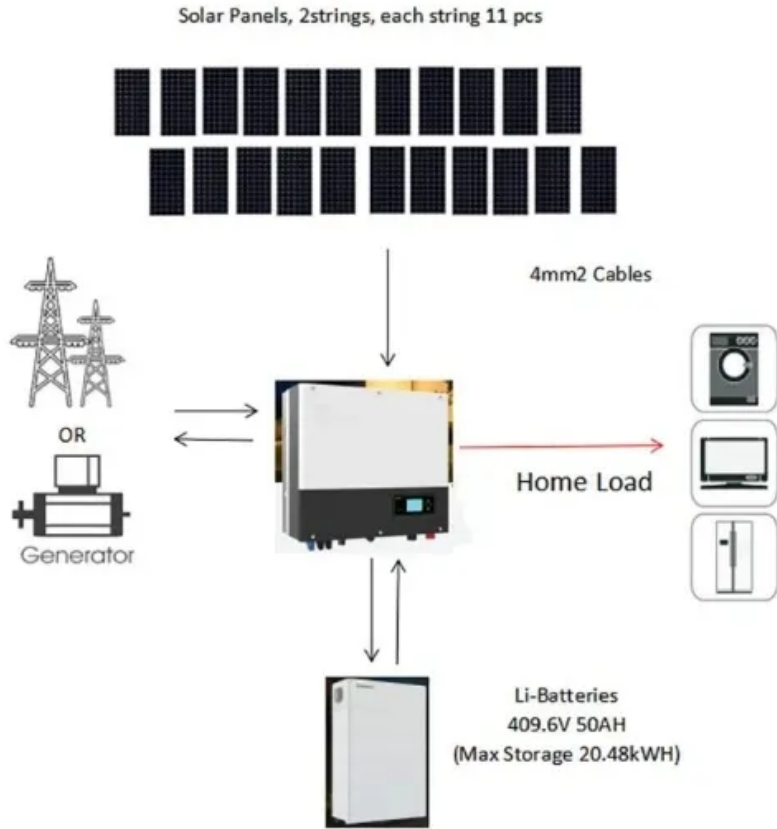 Solar Panels, 2strings, each string 11 pcs
4mm2 Cables
OR
Generator
Home Load
Li-Batteries
409.6V 50AH
(Max Storage 20.48kWH)